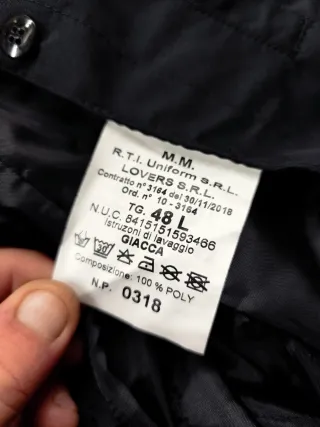 M.M.
R.T.I. Uniform S.R.L.
LOVERS S.R.L.
Contratto n° 3164 del 30/11/2018
Ord. n° 10 - 3164
TG. 48 L
N.U.C. 8415151593466
Istruzioni di lavaggio
GIACCA
Composizione: 100 % POLY
N.P. 0318